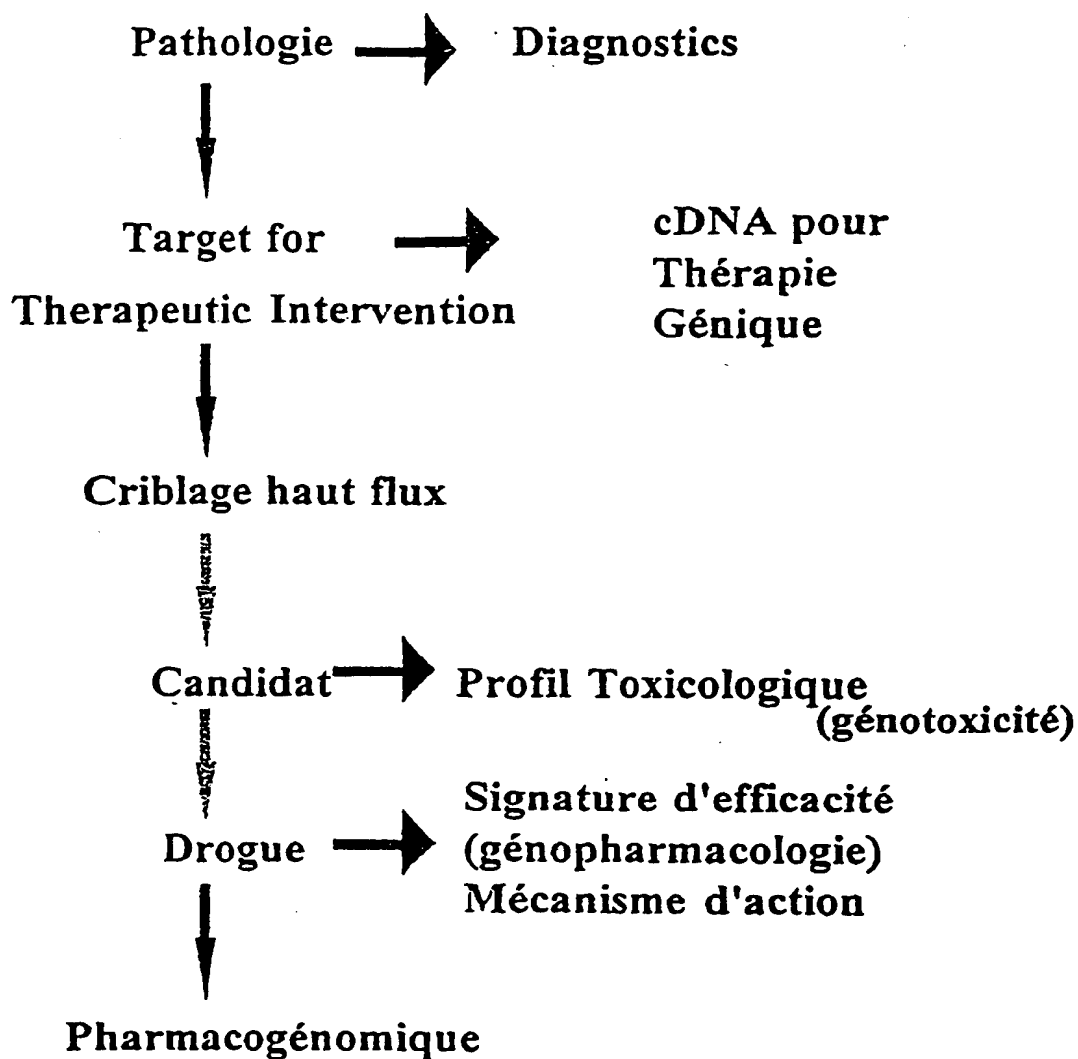 Pathologie
Diagnostics
Target for
Therapeutic Intervention
cDNA pour
Thérapie
Génique
Criblage haut flux
Candidat
Profil Toxicologique
(génotoxicité)
Drogue
Signature d'efficacité
(génopharmacologie)
Mécanisme d'action
Pharmacogénomique